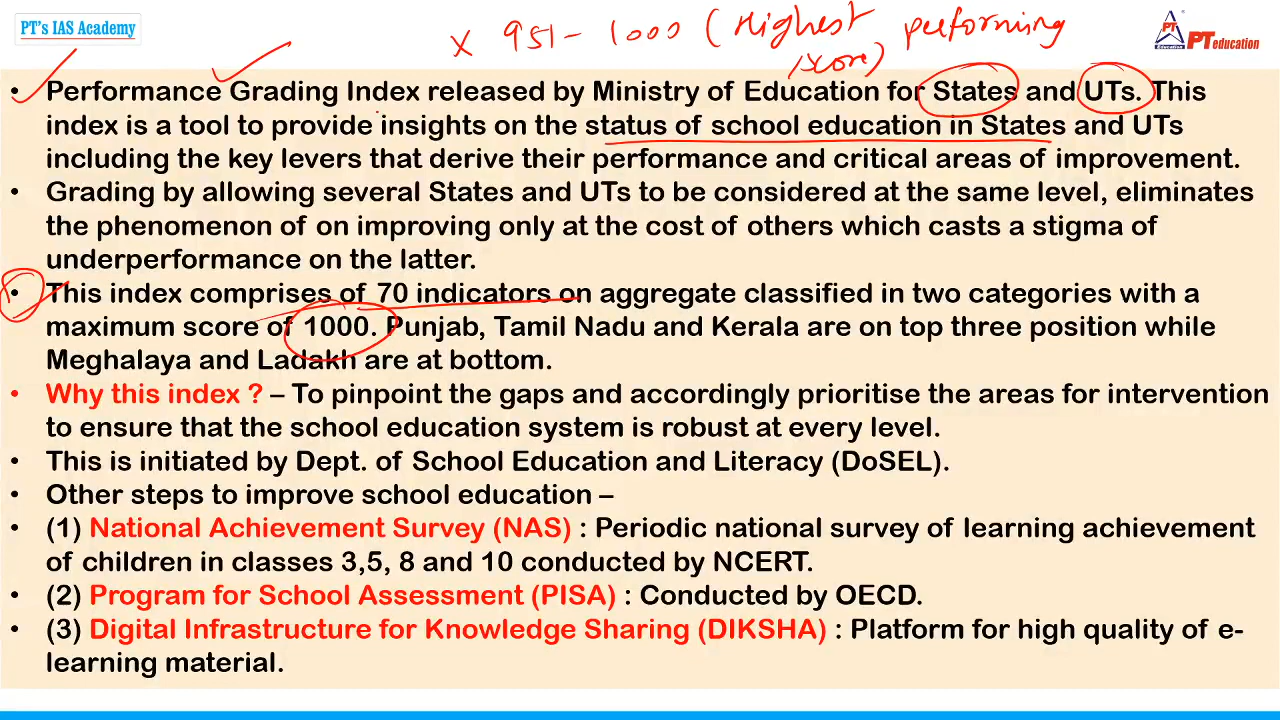 PT's IAS Academy
x 951-1000 (Highest performing
score)
PT
education
PT education
• Performance Grading Index released by Ministry of Education for States and UTs. This
index is a tool to provide insights on the status of school education in States and UTs
including the key levers that derive their performance and critical areas of improvement.
• Grading by allowing several States and UTs to be considered at the same level, eliminates
the phenomenon of on improving only at the cost of others which casts a stigma of
underperformance on the latter.
• This index comprises of 70 indicators on aggregate classified in two categories with a
maximum score of 1000. Punjab, Tamil Nadu and Kerala are on top three position while
Meghalaya and Ladakh are at bottom.
• Why this index ? – To pinpoint the gaps and accordingly prioritise the areas for intervention
to ensure that the school education system is robust at every level.
• This is initiated by Dept. of School Education and Literacy (DoSEL).
• Other steps to improve school education –
• (1) National Achievement Survey (NAS) : Periodic national survey of learning achievement
of children in classes 3,5, 8 and 10 conducted by NCERT.
• (2) Program for School Assessment (PISA) : Conducted by OECD.
• (3) Digital Infrastructure for Knowledge Sharing (DIKSHA) : Platform for high quality of e-
learning material.